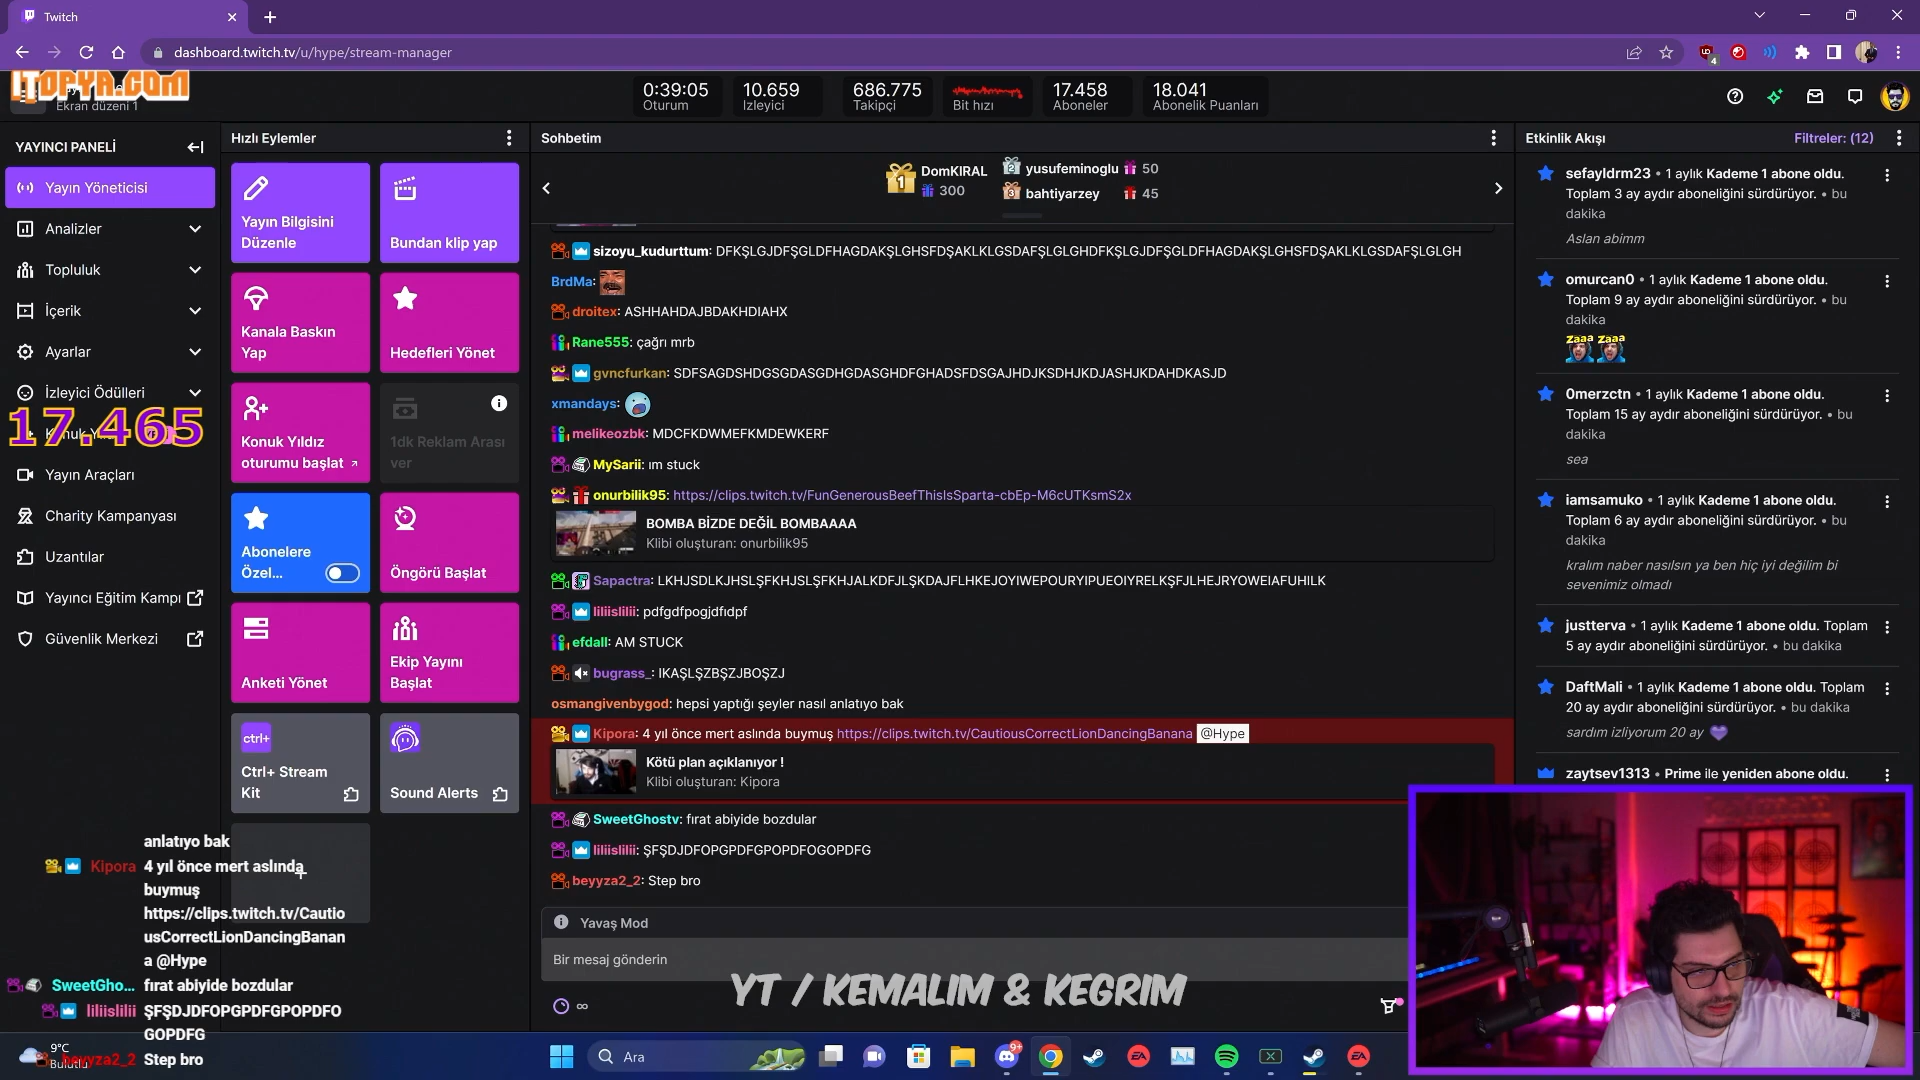 Twitch
dashboard.twitch.tv/u/hype/stream-manager
4
İTOPYA.COM
Ekran düzeni 1
0:39:05
Oturum
10.659
İzleyici
686.775
Takipçi
Bit hızı
17.458
Aboneler
18.041
Abonelik Puanları
YAYINCI PANELİ
Yayın Yöneticisi
Analizler
Topluluk
İçerik
Ayarlar
İzleyici Ödülleri
17.465
Yayın Araçları
Charity Kampanyası
Uzantılar
Yayıncı Eğitim Kampı
Güvenlik Merkezi
Hızlı Eylemler
Yayın Bilgisini
Düzenle
Bundan klip yap
Kanala Baskın
Yap
Hedefleri Yönet
Konuk Yıldız
oturumu başlat
1dk Reklam Arası
ver
Abonelere
Özel...
Öngörü Başlat
Anketi Yönet
Ekip Yayını
Başlat
ctrl+
Ctrl+ Stream
Kit
Sound Alerts
Sohbetim
1
DomKIRAL
300
2
yusufeminoglu 50
3
bahtiyarzey 45
sizoyu_kudurttum: DFKŞLGJDFŞGLDFHAGDAKŞLGHSFDŞAKLKLGSDAFŞLGLGHDFKŞLGJDFŞGLDFHAGDAKŞLGHSFDŞAKLKLGSDAFŞLGLGH
BrdMa:
droitex: ASHHAHDAJBDAKHDIAHX
Rane555: çağrı mrb
gvncfurkan: SDFSAGDSHDGSGDASGDHGDASGHDFGHADSFDSGAJHDJKSDHJKDJASHJKDAHDKASJD
xmandays:
melikeozbk: MDCFKDWMEFKMDEWKERF
MySarii: ım stuck
onurbilik95: https://clips.twitch.tv/FunGenerousBeefThisIsSparta-cbEp-M6cUTKsmS2x
BOMBA BİZDE DEĞİL BOMBAAAA
Klibi oluşturan: onurbilik95
Sapactra: LKHJSDLKJHSLŞFKHJSLŞFKHJALKDFJLŞKDAJFLHKEJOYIWEPOURYIPUEOIYRELKŞFJLHEJRYOWEIAFUHILK
liliislilii: pdfgdfpogjdfıdpf
efdall: AM STUCK
bugrass_: IKAŞLŞZBŞZJBOŞZJ
osmangivenbygod: hepsi yaptığı şeyler nasıl anlatıyo bak
Kipora: 4 yıl önce mert aslında buymuş https://clips.twitch.tv/CautiousCorrectLionDancingBanana @Hype
Kötü plan açıklanıyor !
Klibi oluşturan: Kipora
SweetGhostv: fırat abiyide bozdular
liliislilii: ŞFŞDJDFOPGPDFGPOPDFOGOPDFG
beyyza2_2: Step bro
Yavaş Mod
Bir mesaj gönderin
∞
YT / KEMALIM & KEGRIM
Etkinlik Akışı
Filtreler: (12)
sefayldrm23 • 1 aylık Kademe 1 abone oldu.
Toplam 3 ay aydır aboneliğini sürdürüyor. • bu
dakika
Aslan abimm
omurcan0 • 1 aylık Kademe 1 abone oldu.
Toplam 9 ay aydır aboneliğini sürdürüyor. • bu
dakika
Zaaa Zaaa
0merzctn • 1 aylık Kademe 1 abone oldu.
Toplam 15 ay aydır aboneliğini sürdürüyor. • bu
dakika
sea
iamsamuko • 1 aylık Kademe 1 abone oldu.
Toplam 6 ay aydır aboneliğini sürdürüyor. • bu
dakika
kralım naber nasılsın ya ben hiç iyi değilim bi
sevenimiz olmadı
justterva • 1 aylık Kademe 1 abone oldu. Toplam
5 ay aydır aboneliğini sürdürüyor. • bu dakika
DaftMali • 1 aylık Kademe 1 abone oldu. Toplam
20 ay aydır aboneliğini sürdürüyor. • bu dakika
sardım izliyorum 20 ay
zaytsev1313 • Prime ile yeniden abone oldu.
anlatıyo bak
Kipora 4 yıl önce mert aslında
buymuş
https://clips.twitch.tv/Cautio
usCorrectLionDancingBanan
a @Hype
SweetGho... fırat abiyide bozdular
liliislilii ŞFŞDJDFOPGPDFGPOPDFO
GOPDFG
beyyza2_2 Step bro
9°C
Bulutlu
Ara
9+
EA
EA